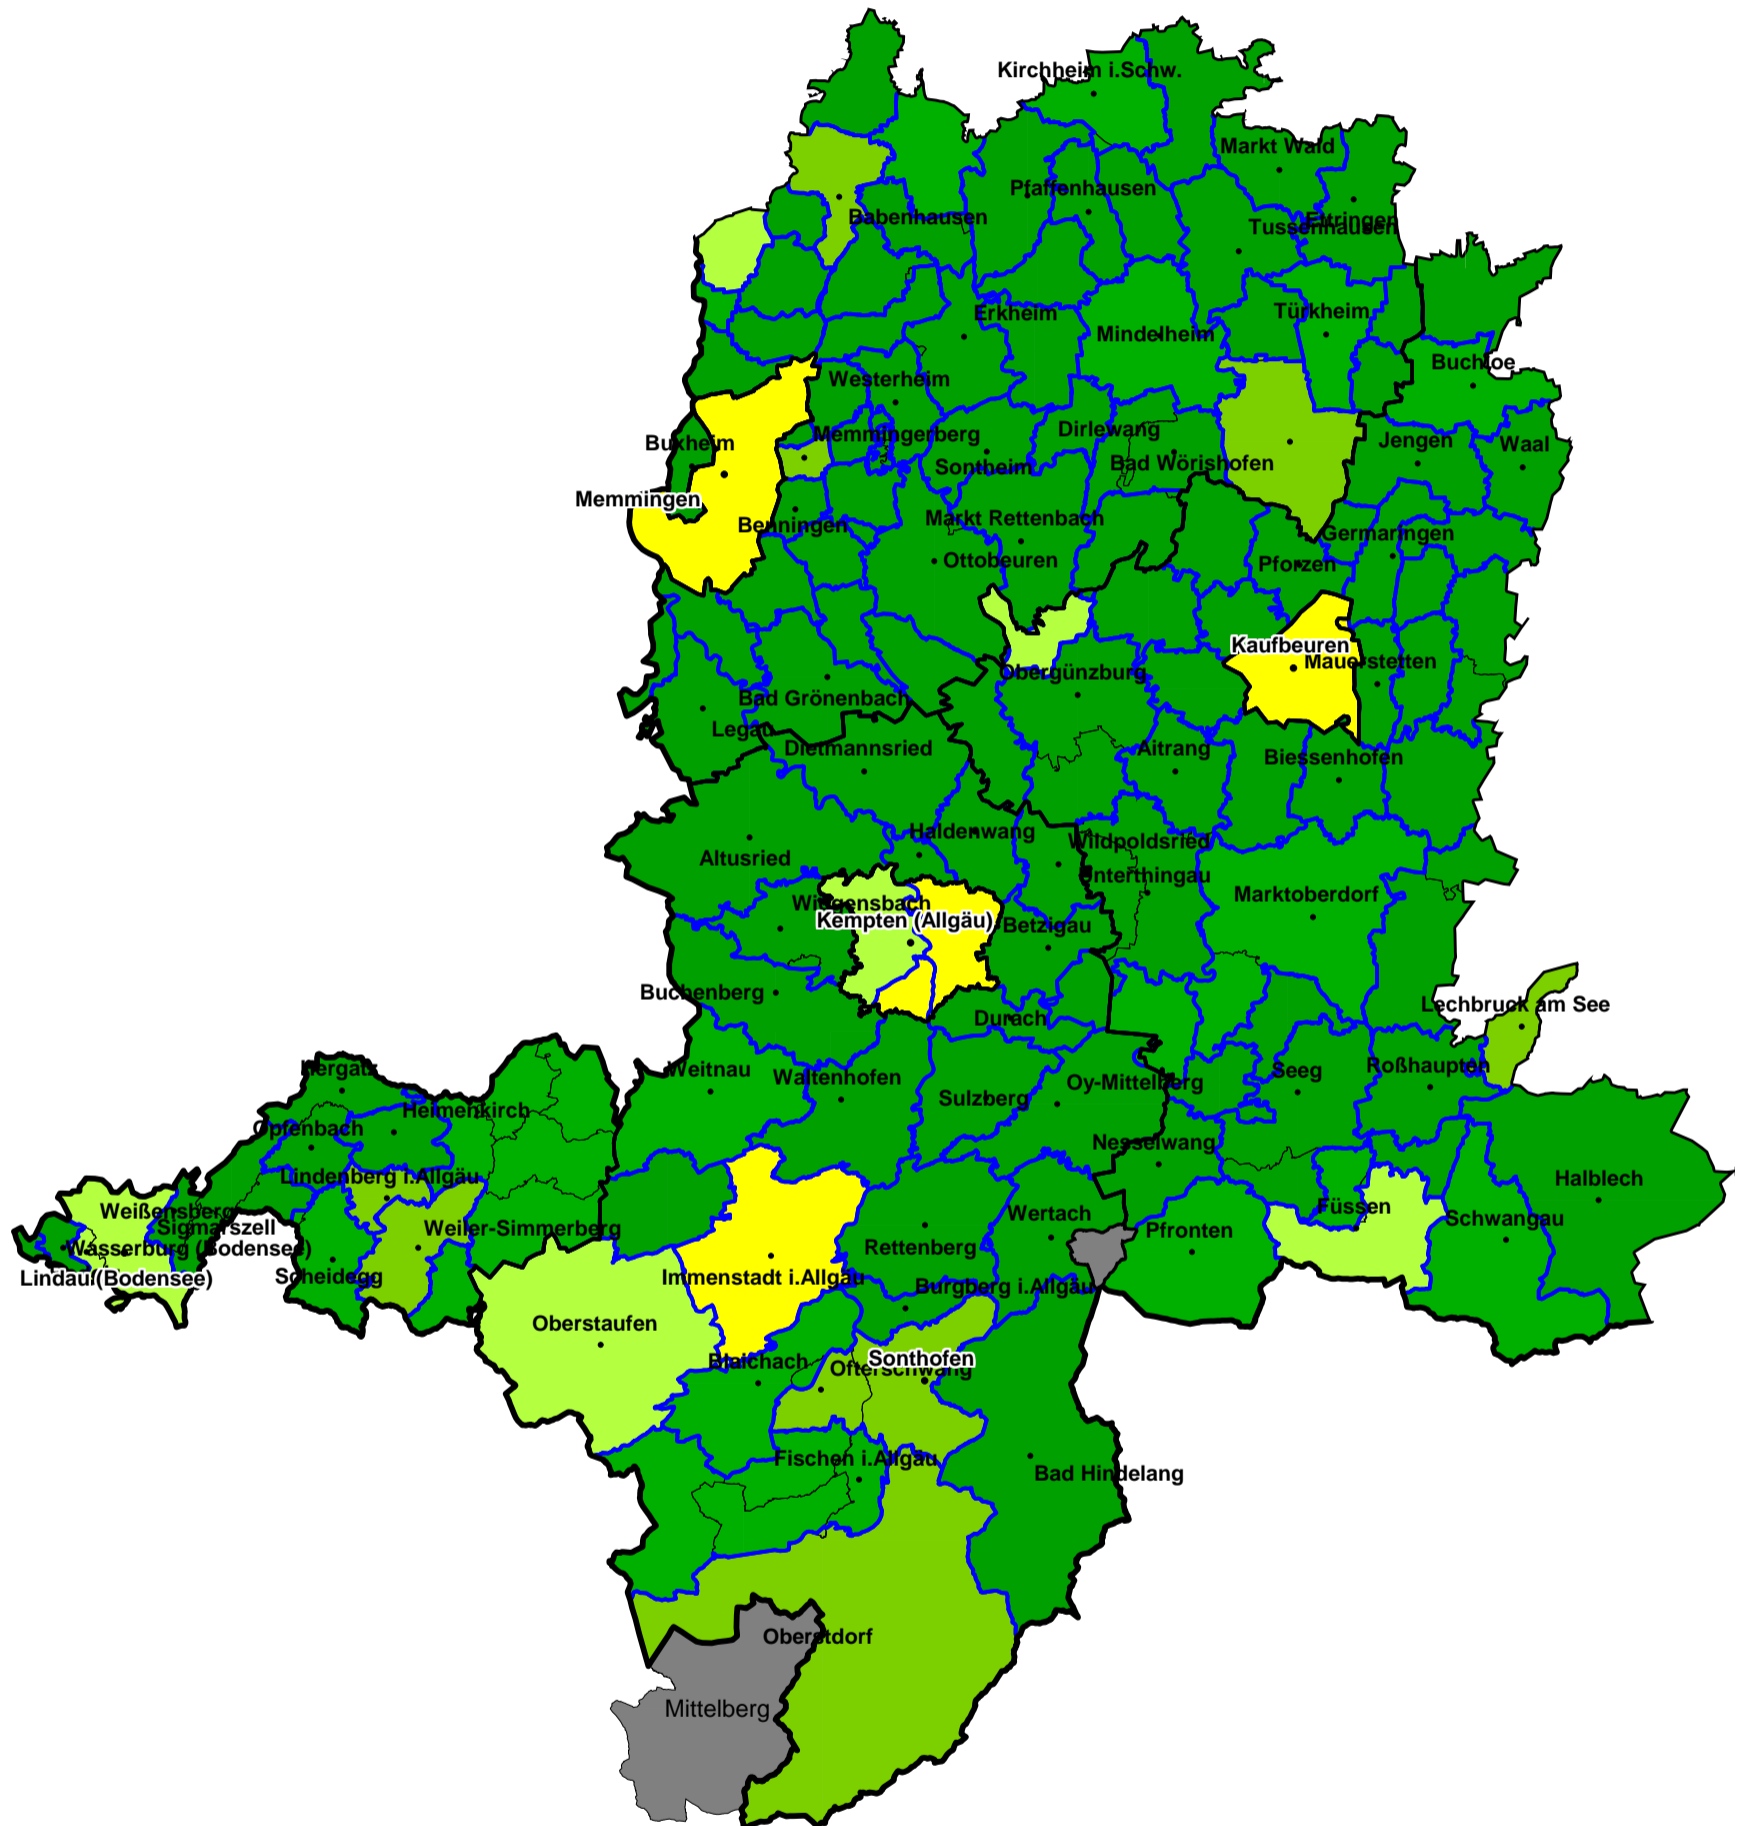 Kirchheim i.Schw.
Markt Wald
Pfaffenhausen
Babenhausen
Ettringen
Tussenhausen
Türkheim
Erkheim
Mindelheim
Buchloe
Westerheim
Memmingerberg
Dirlewang
Buxheim
Jengen
Waal
Bad Wörishofen
Sontheim
Memmingen
Markt Rettenbach
Benningen
Germaringen
Ottobeuren
Pforzen
Kaufbeuren
Mauerstetten
Obergünzburg
Bad Grönenbach
Legau
Dietmannsried
Aitrang
Biessenhofen
Haldenwang
Wildpoldsried
Altusried
Unterthingau
Marktoberdorf
Wiggensbach
Kempten (Allgäu)
Betzigau
Buchenberg
Lechbruck am See
Durach
Hergatz
Weitnau
Waltenhofen
Seeg
Roßhaupten
Oy-Mittelberg
Sulzberg
Heimenkirch
Opfenbach
Nesselwang
Lindenberg i.Allgäu
Halblech
Füssen
Weißensberg
Wertach
Schwangau
Sigmarszell
Weiler-Simmerberg
Pfronten
Wasserburg (Bodensee)
Rettenberg
Lindau (Bodensee)
Scheidegg
Immenstadt i.Allgäu
Burgberg i.Allgäu
Oberstaufen
Blaichach
Sonthofen
Ofterschwang
Fischen i.Allgäu
Bad Hindelang
Oberstdorf
Mittelberg